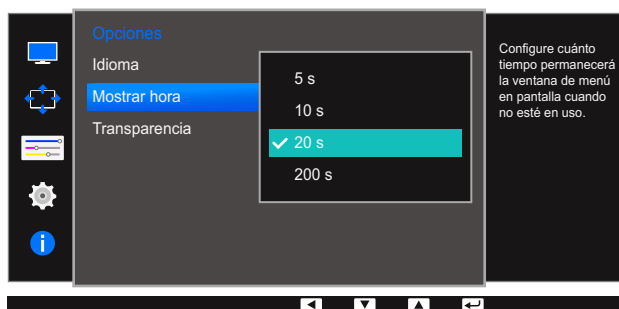 Opciones
Idioma
Mostrar hora
Transparencia
5 s
10 s
20 s
200 s
Configure cuánto
tiempo permanecerá
la ventana de menú
en pantalla cuando
no esté en uso.